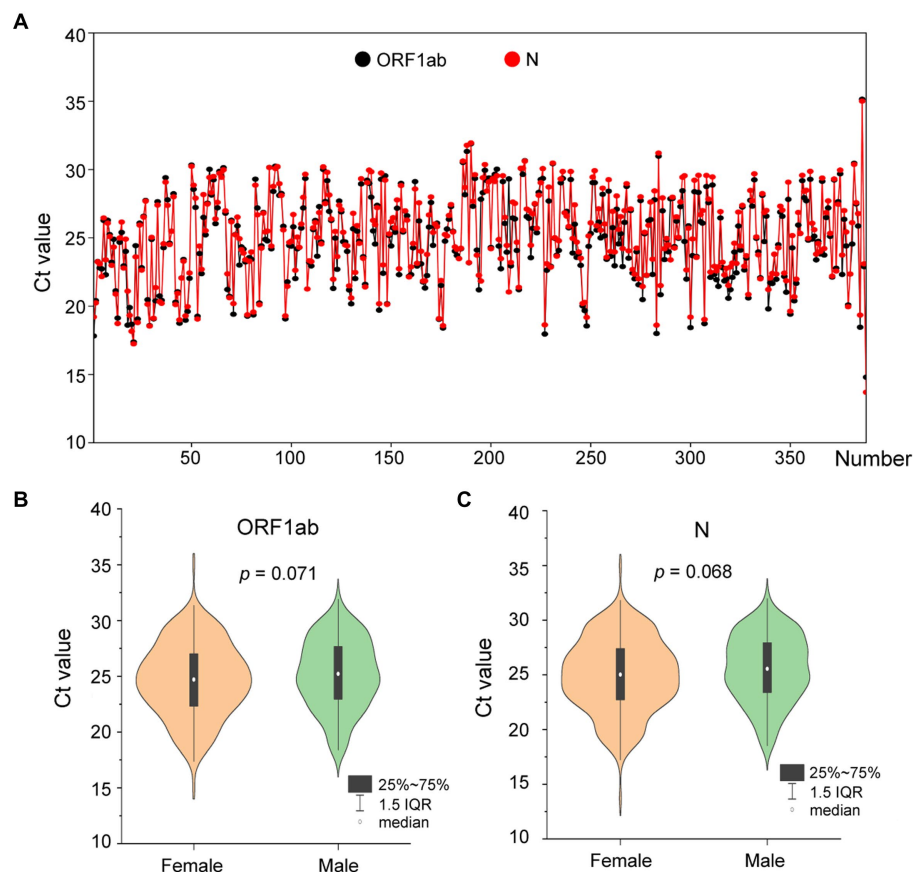 A
40
35
30
25
20
15
10
Ct value
ORF1ab
N
50
100
150
200
250
300
350
Number
B
40
35
30
25
20
15
10
Ct value
ORF1ab
p = 0.071
25%~75%
1.5 IQR
median
Female
Male
C
40
35
30
25
20
15
10
Ct value
N
p = 0.068
25%~75%
1.5 IQR
median
Female
Male